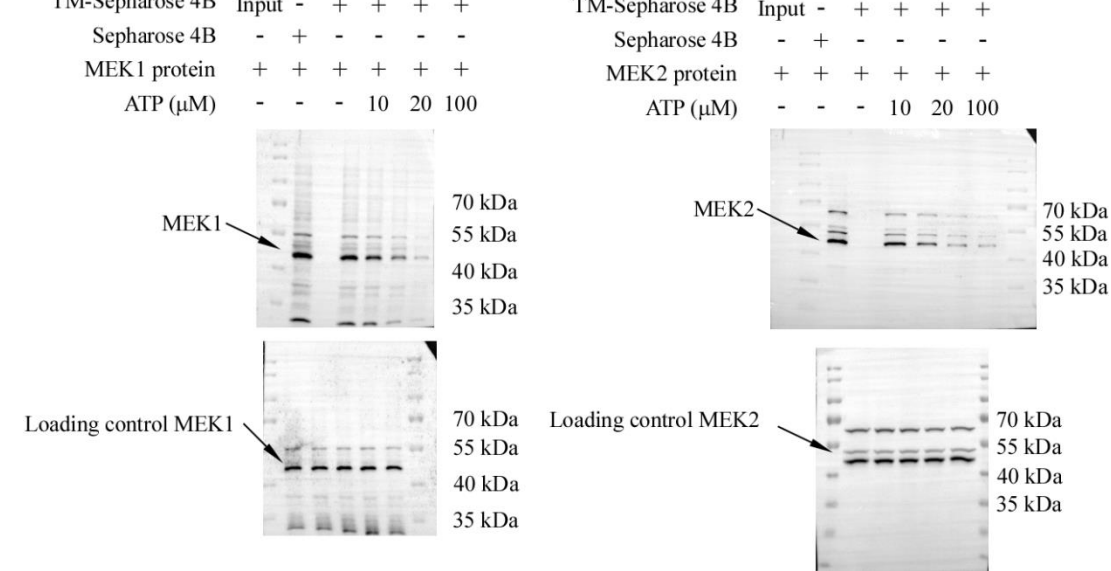 TM-Sepharose 4B Input - + + + +
Sepharose 4B - + - - - -
MEK1 protein + + + + + +
ATP (μM) - - - 10 20 100
MEK1
70 kDa
55 kDa
40 kDa
35 kDa
Loading control MEK1
70 kDa
55 kDa
40 kDa
35 kDa
TM-Sepharose 4B Input - + + + +
Sepharose 4B - + - - - -
MEK2 protein + + + + + +
ATP (μM) - - - 10 20 100
MEK2
70 kDa
55 kDa
40 kDa
35 kDa
Loading control MEK2
70 kDa
55 kDa
40 kDa
35 kDa